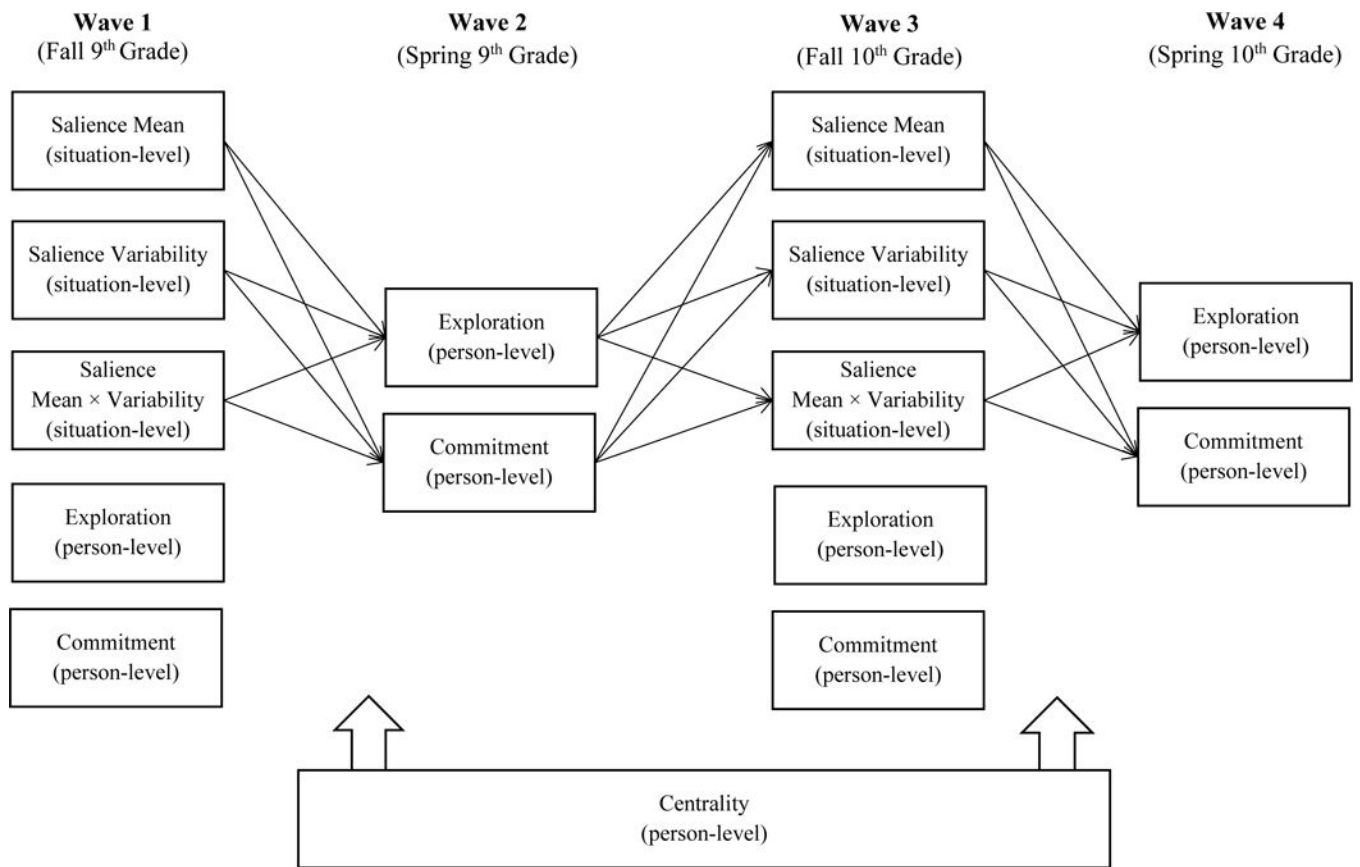 Wave 1
(Fall 9th Grade)
Salience Mean
(situation-level)
Salience Variability
(situation-level)
Salience
Mean × Variability
(situation-level)
Exploration
(person-level)
Commitment
(person-level)
Wave 2
(Spring 9th Grade)
Exploration
(person-level)
Commitment
(person-level)
Wave 3
(Fall 10th Grade)
Salience Mean
(situation-level)
Salience Variability
(situation-level)
Salience
Mean × Variability
(situation-level)
Exploration
(person-level)
Commitment
(person-level)
Wave 4
(Spring 10th Grade)
Exploration
(person-level)
Commitment
(person-level)
Centrality
(person-level)